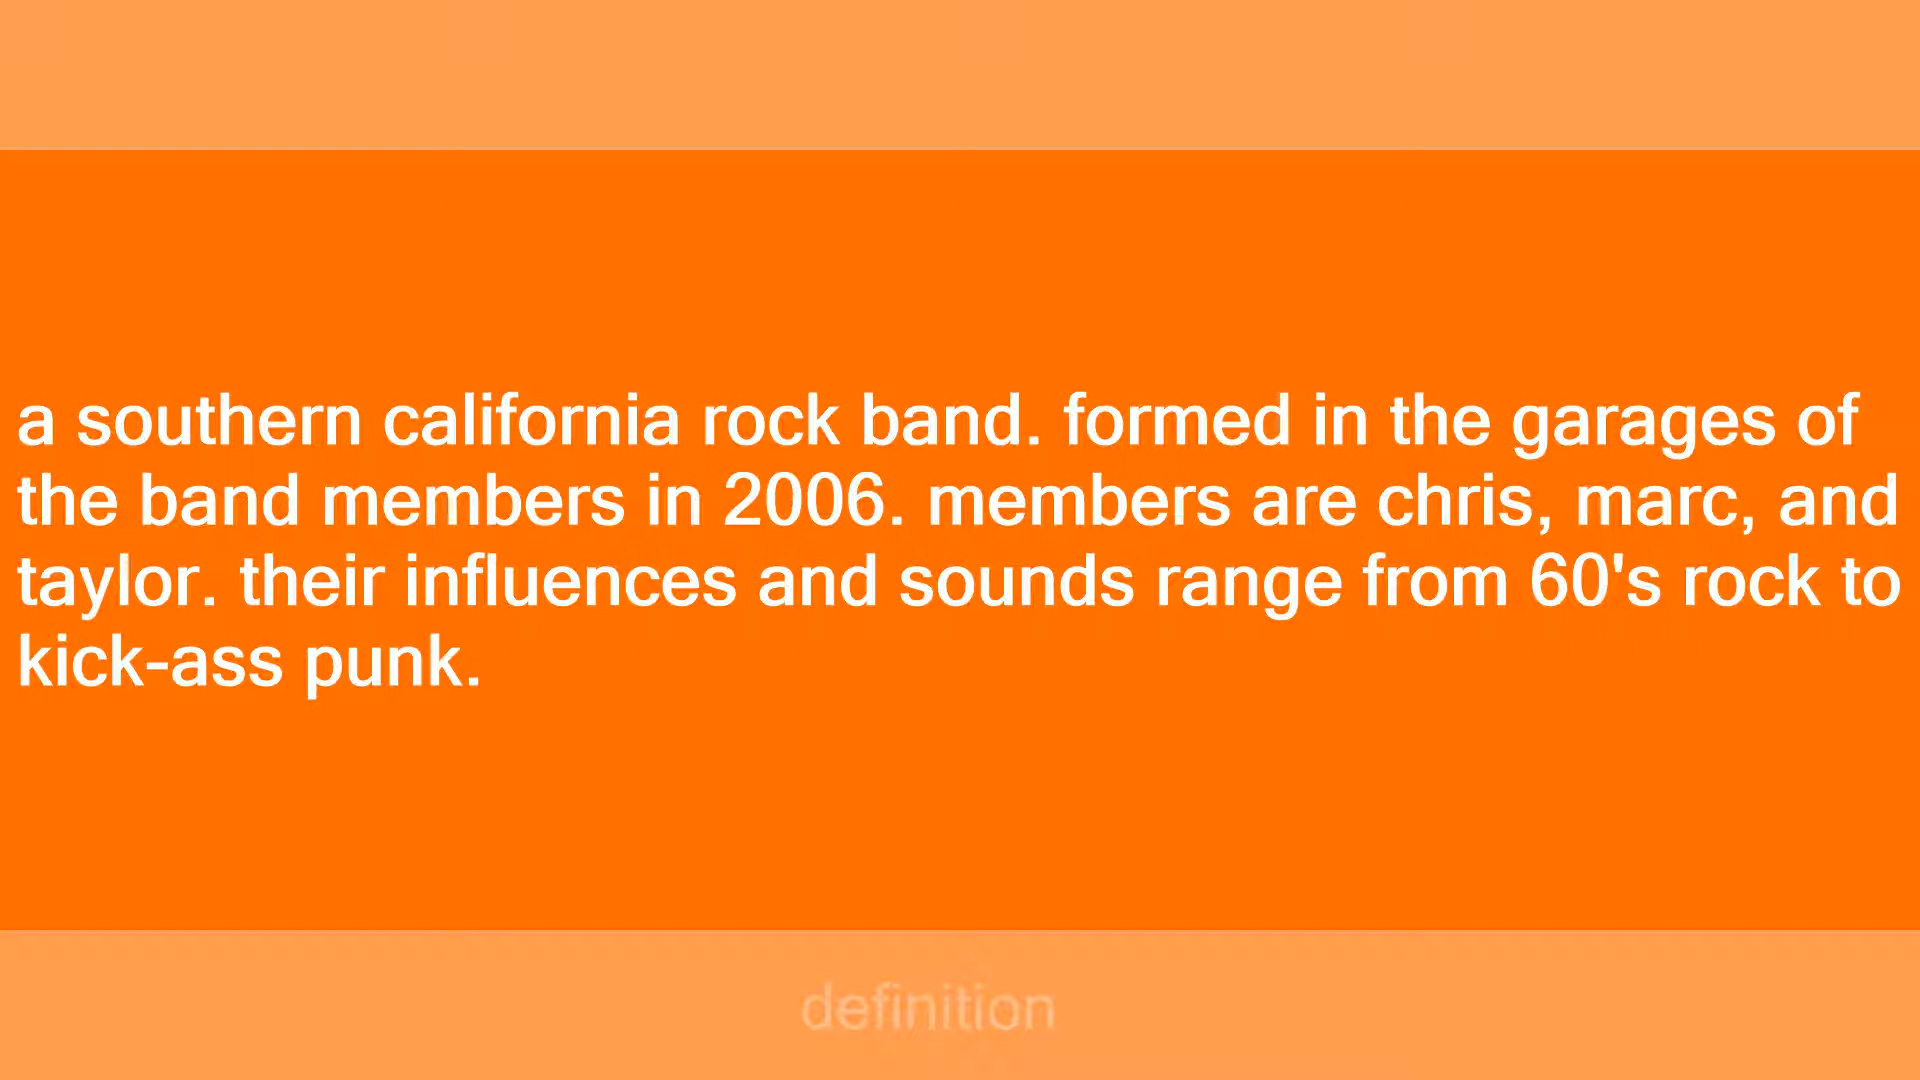 a southern california rock band. formed in the garages of
the band members in 2006. members are chris, marc, and
taylor. their influences and sounds range from 60's rock to
kick-ass punk.
definition